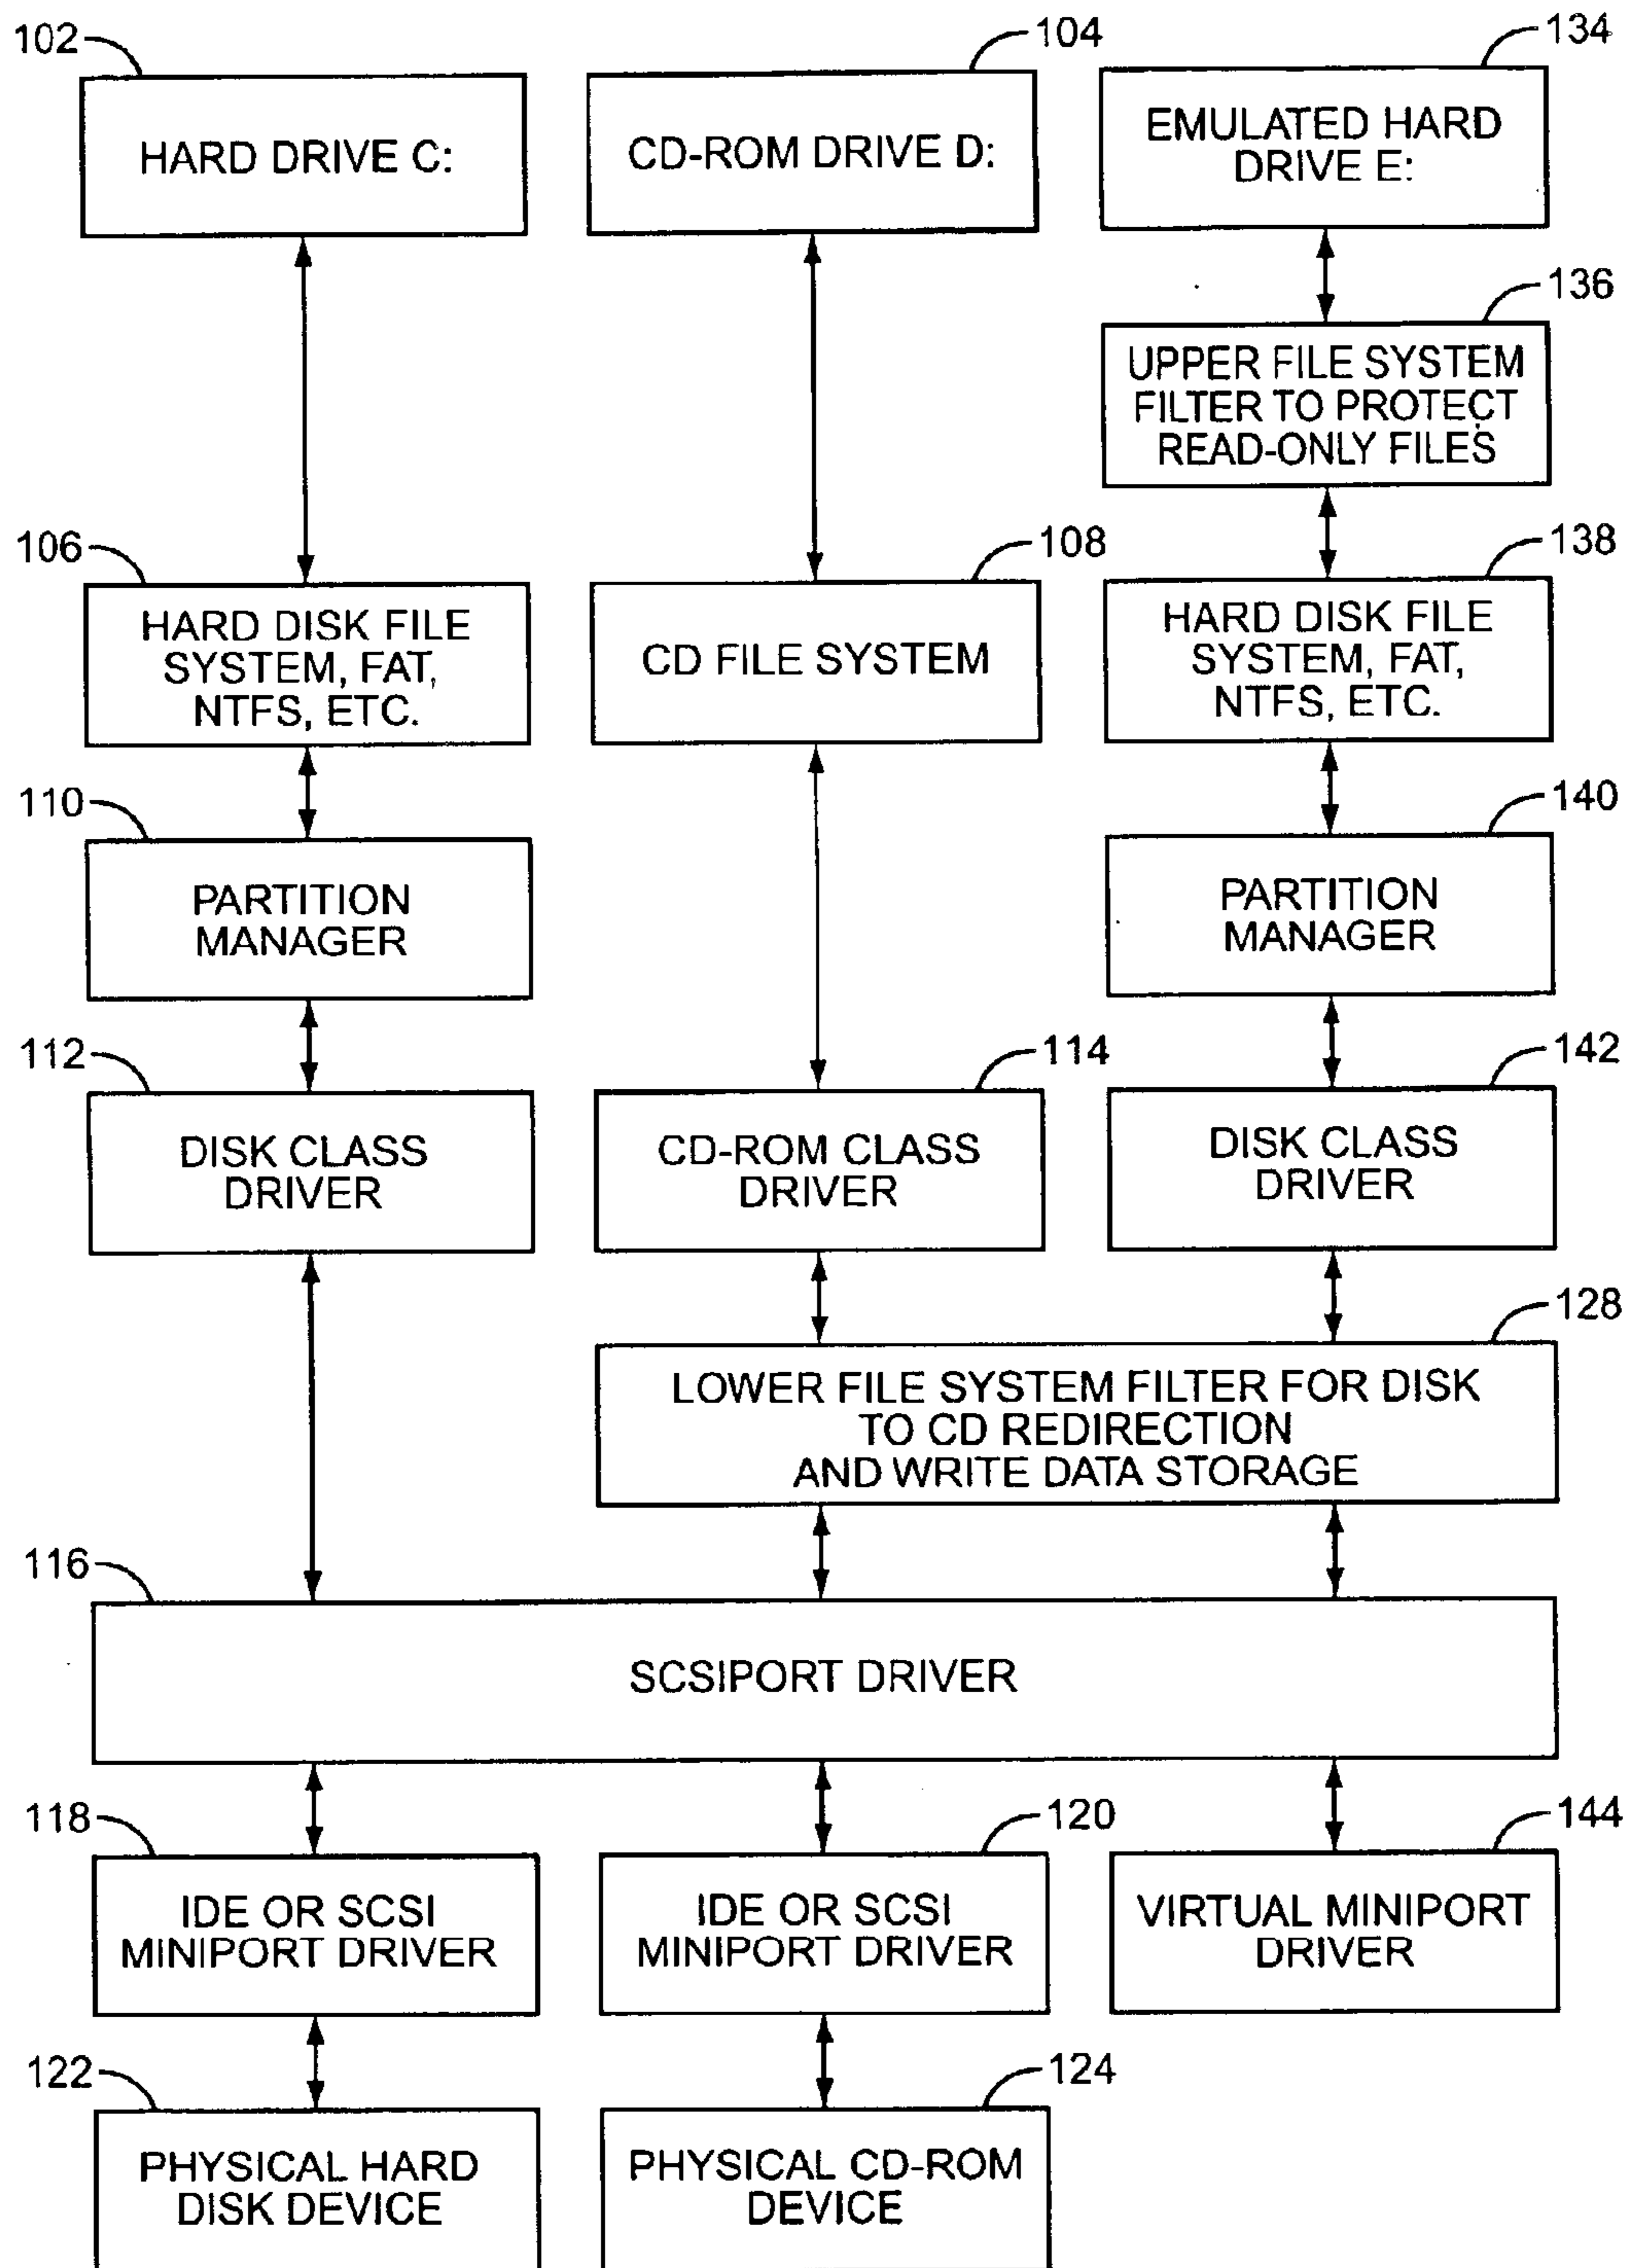 102
104
134
HARD DRIVE C:
CD-ROM DRIVE D:
EMULATED HARD
DRIVE E:
136
UPPER FILE SYSTEM
FILTER TO PROTECT
READ-ONLY FILES
106
108
138
HARD DISK FILE
SYSTEM, FAT,
NTFS, ETC.
CD FILE SYSTEM
HARD DISK FILE
SYSTEM, FAT,
NTFS, ETC.
110
140
PARTITION
MANAGER
PARTITION
MANAGER
112
114
142
DISK CLASS
DRIVER
CD-ROM CLASS
DRIVER
DISK CLASS
DRIVER
128
LOWER FILE SYSTEM FILTER FOR DISK
TO CD REDIRECTION
AND WRITE DATA STORAGE
116
SCSIPORT DRIVER
118
120
144
IDE OR SCSI
MINIPORT DRIVER
IDE OR SCSI
MINIPORT DRIVER
VIRTUAL MINIPORT
DRIVER
122
124
PHYSICAL HARD
DISK DEVICE
PHYSICAL CD-ROM
DEVICE